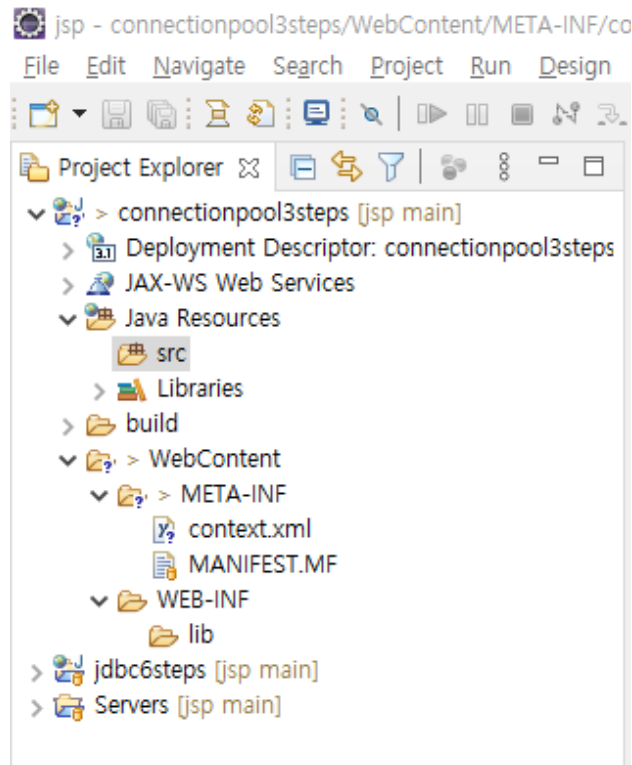 jsp - connectionpool3steps/WebContent/META-INF/co
File Edit Navigate Search Project Run Design
Project Explorer
> connectionpool3steps [jsp main]
3.1 Deployment Descriptor: connectionpool3steps
JAX-WS Web Services
Java Resources
src
Libraries
build
> WebContent
> META-INF
context.xml
MANIFEST.MF
WEB-INF
lib
jdbc6steps [jsp main]
Servers [jsp main]